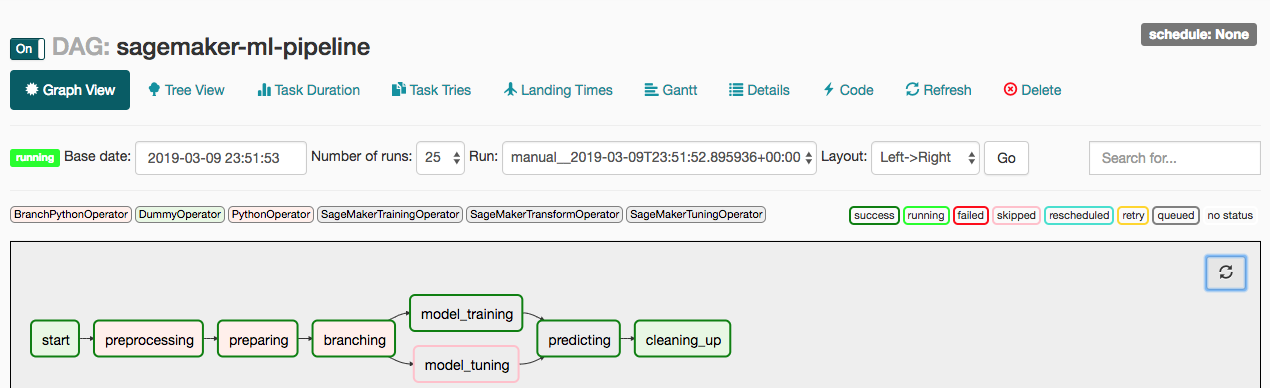 On DAG: sagemaker-ml-pipeline schedule: None
Graph View Tree View Task Duration Task Tries Landing Times Gantt Details Code Refresh Delete
running Base date: 2019-03-09 23:51:53 Number of runs: 25 Run: manual__2019-03-09T23:51:52.895936+00:00 Layout: Left->Right Go Search for...
BranchPythonOperator DummyOperator PythonOperator SageMakerTrainingOperator SageMakerTransformOperator SageMakerTuningOperator success running failed skipped rescheduled retry queued no status
model_training
start preprocessing preparing branching predicting cleaning_up
model_tuning